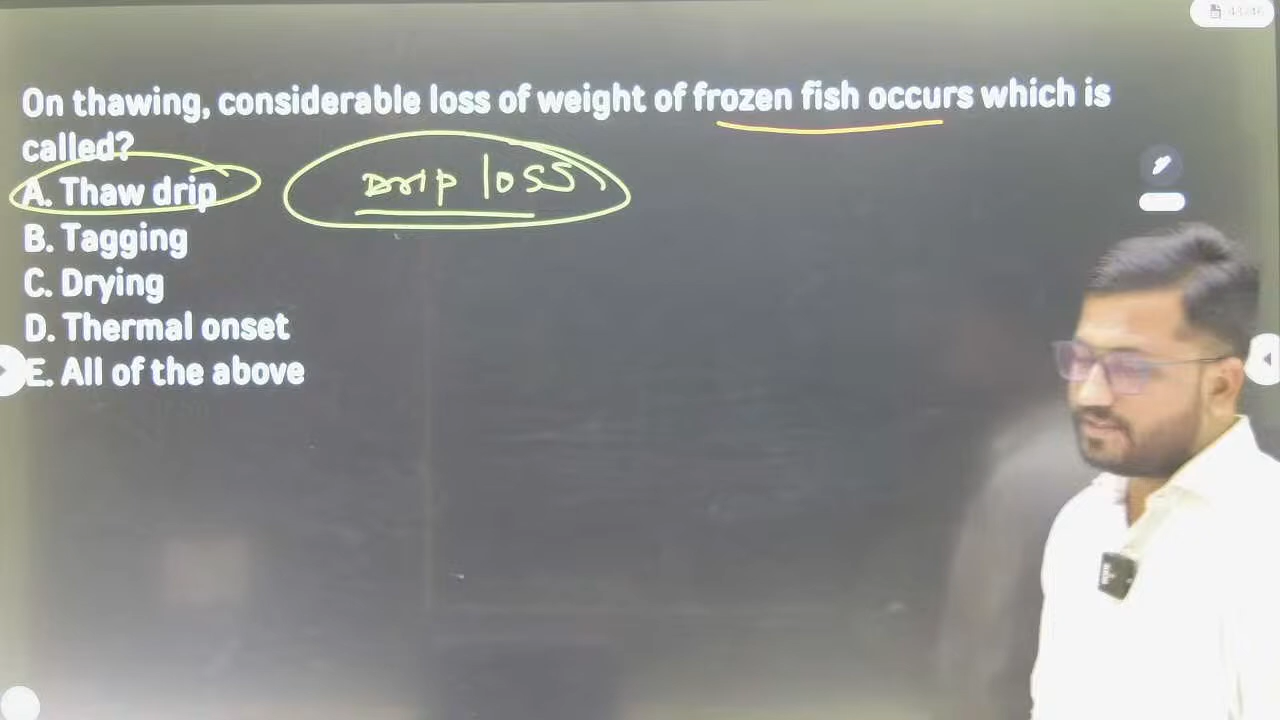 On thawing, considerable loss of weight of frozen fish occurs which is
called?
A. Thaw drip
Drip loss
B. Tagging
C. Drying
D. Thermal onset
E. All of the above